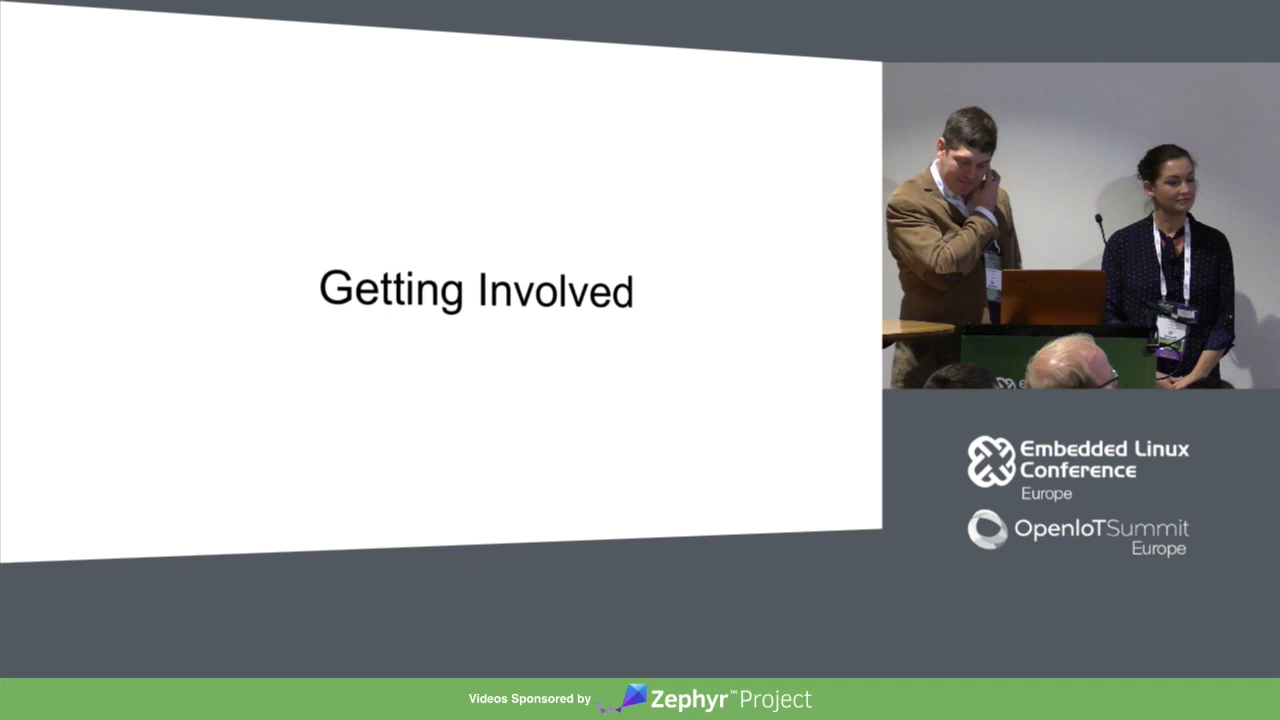 Getting Involved
Embedded Linux
Conference
Europe
OpenIoTSummit
Europe
Videos Sponsored by Zephyr™Project